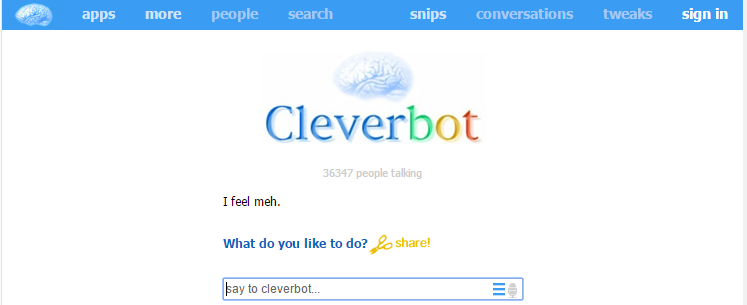 apps more people search snips conversations tweaks sign in
Cleverbot
36347 people talking
I feel meh.
What do you like to do? share!
say to cleverbot...